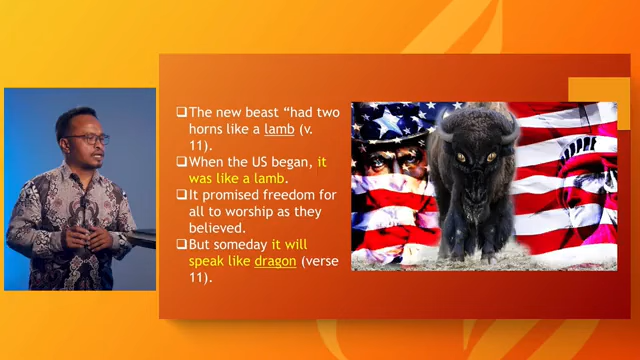 ❑The new beast “had two
horns like a lamb (v.
11).
❑When the US began, it
was like a lamb.
❑It promised freedom for
all to worship as they
believed.
❑But someday it will
speak like dragon (verse
11).